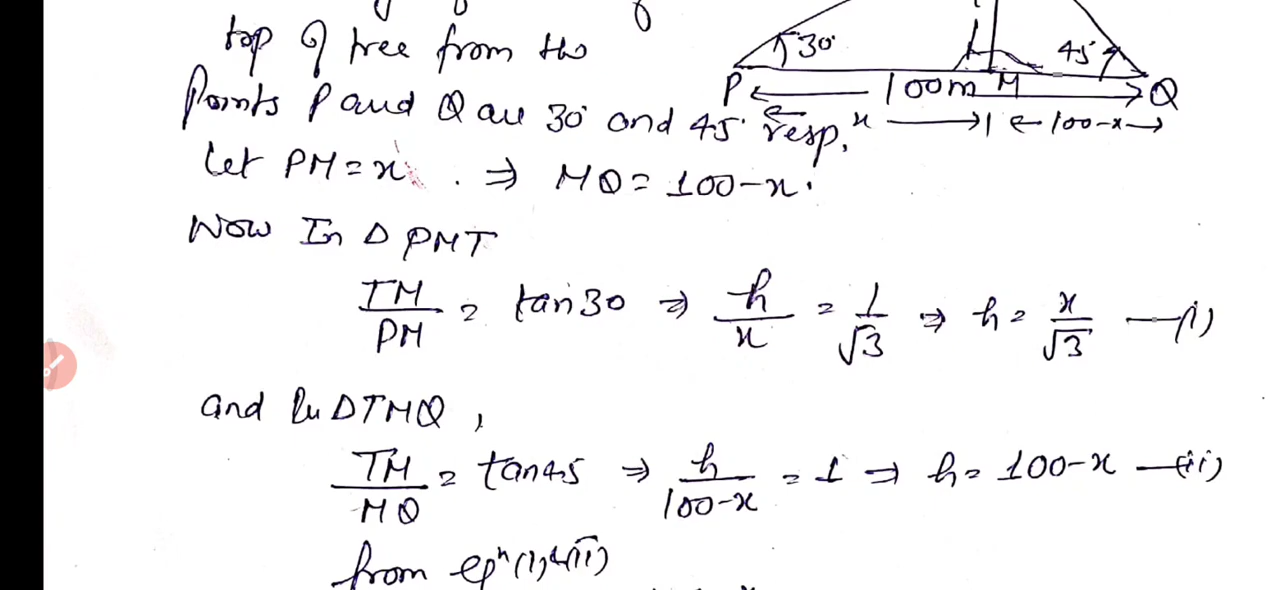 top of tree from the
Points P and Q are 30° and 45° resp.
30°
45°
P
100m M
Q
x
100-x
Let PM = x . ⇒ MQ = 100-x.
Now In Δ PMT
TM/PM = tan 30 ⇒ h/x = 1/√3 ⇒ h = x/√3 —(i)
and In ΔTMQ ,
TM/MQ = tan45 ⇒ h/100-x = 1 ⇒ h = 100-x —(ii)
from eqⁿ (i) & (ii)